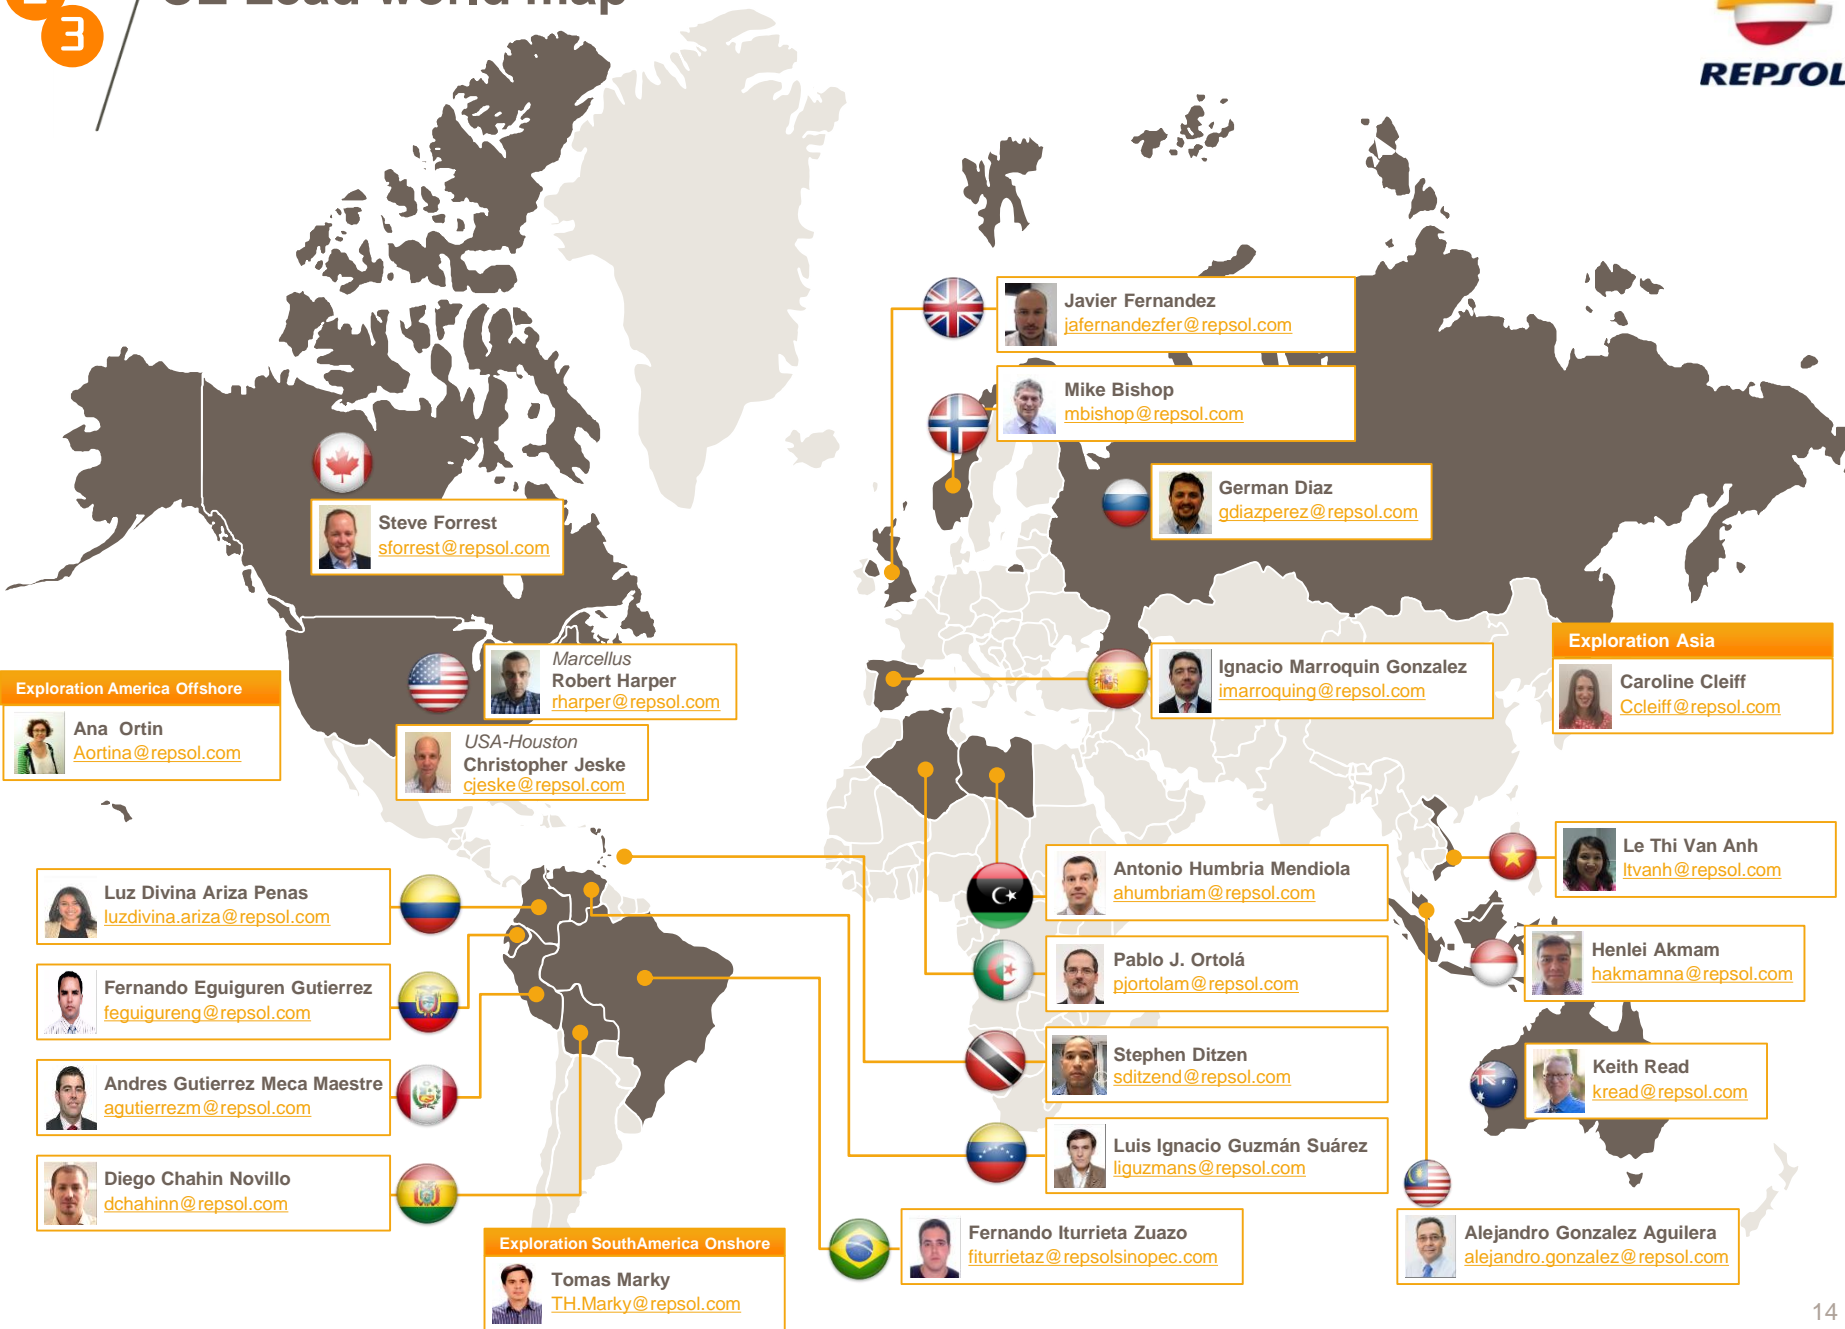 3
Lead world map
REPSOL
Javier Fernandez
jafernandezfer@repsol.com
Mike Bishop
mbishop@repsol.com
German Diaz
gdiazperez@repsol.com
Steve Forrest
sforrest@repsol.com
Marcellus
Robert Harper
rharper@repsol.com
USA-Houston
Christopher Jeske
cjeske@repsol.com
Exploration America Offshore
Ana Ortin
Aortina@repsol.com
Ignacio Marroquin Gonzalez
imarroquing@repsol.com
Exploration Asia
Caroline Cleiff
Ccleiff@repsol.com
Le Thi Van Anh
ltvanh@repsol.com
Luz Divina Ariza Penas
luzdivina.ariza@repsol.com
Antonio Humbria Mendiola
ahumbriam@repsol.com
Henlei Akmam
hakmamna@repsol.com
Fernando Eguiguren Gutierrez
feguigureng@repsol.com
Pablo J. Ortolá
pjortolam@repsol.com
Stephen Ditzen
sditzend@repsol.com
Keith Read
kread@repsol.com
Andres Gutierrez Meca Maestre
agutierrezm@repsol.com
Luis Ignacio Guzmán Suárez
liguzmans@repsol.com
Diego Chahin Novillo
dchahinn@repsol.com
Exploration SouthAmerica Onshore
Tomas Marky
TH.Marky@repsol.com
Fernando Iturrieta Zuazo
fiturrietaz@repsolsinopec.com
Alejandro Gonzalez Aguilera
alejandro.gonzalez@repsol.com
14